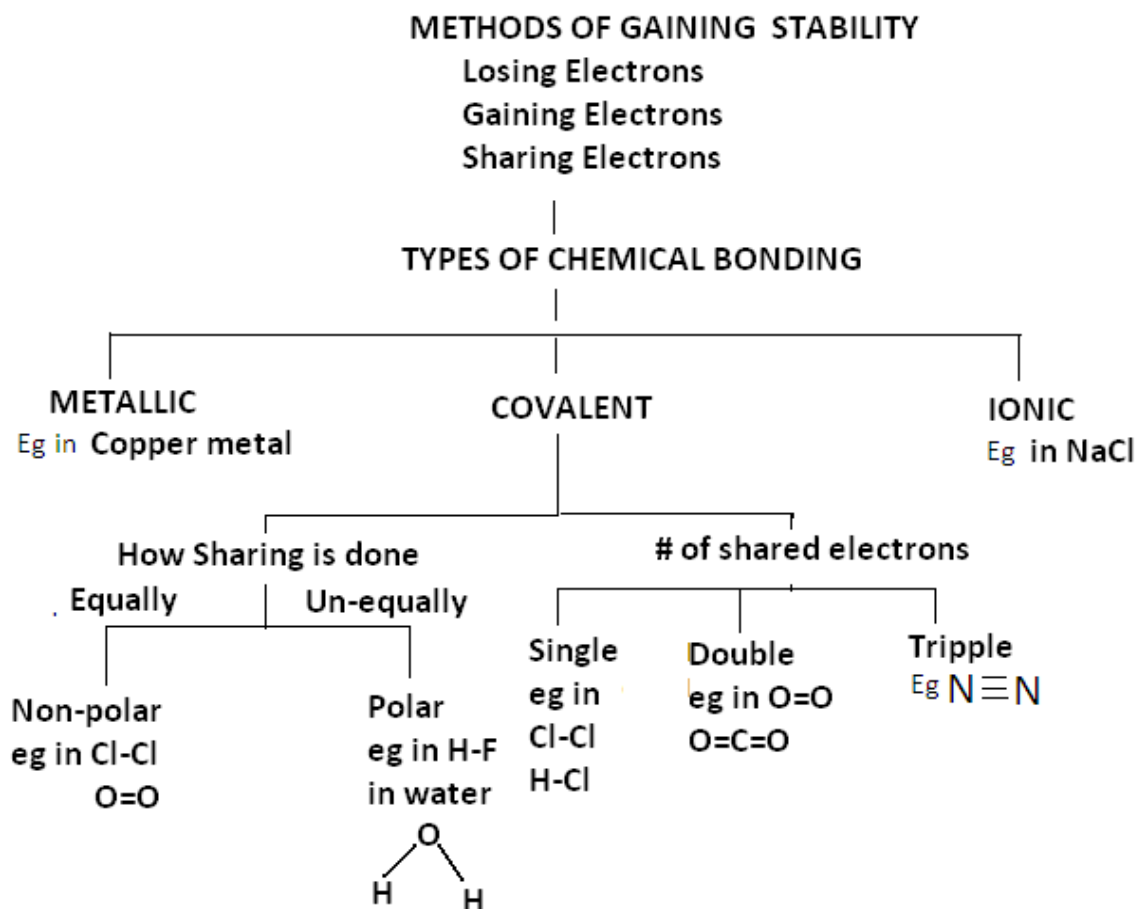 METHODS OF GAINING STABILITY
Losing Electrons
Gaining Electrons
Sharing Electrons
TYPES OF CHEMICAL BONDING
METALLIC
Eg in Copper metal
COVALENT
IONIC
Eg in NaCl
How Sharing is done
Equally Un-equally
# of shared electrons
Non-polar
eg in Cl-Cl
O=O
Polar
eg in H-F
in water
O
H H
Single
eg in
Cl-Cl
H-Cl
Double
eg in O=O
O=C=O
Tripple
Eg N≡N